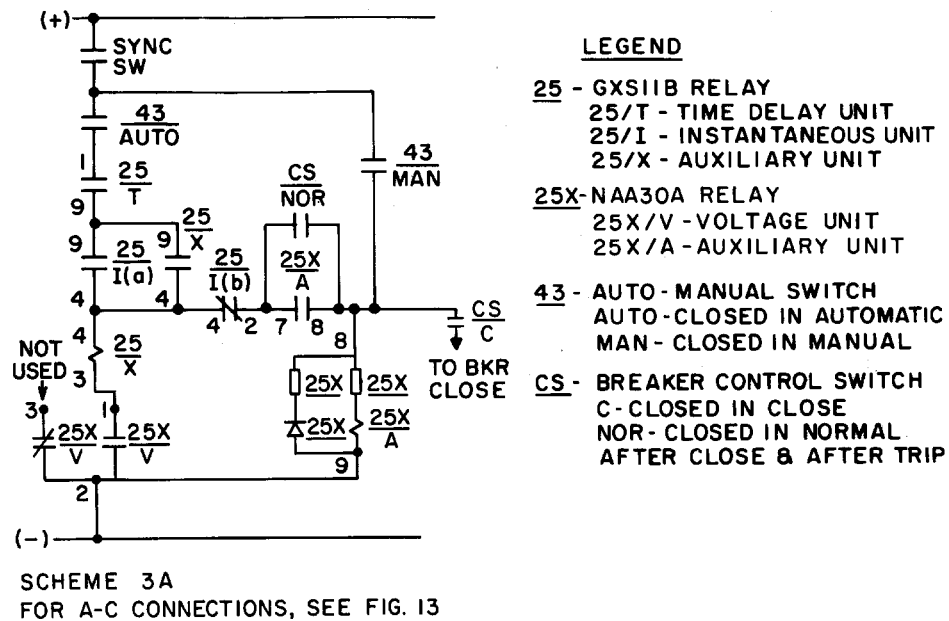 (+)
SYNC
SW
43
AUTO
1
25
T
9
9
25
I(a)
4
9
25
X
4
25
I(b)
4
2
CS
NOR
25X
A
7
8
43
MAN
CS
C
TO BKR
CLOSE
4
25
X
3
NOT
USED
3
25X
V
1
25X
V
2
8
25X
25X
25X
25X
A
9
(-)
SCHEME 3A
FOR A-C CONNECTIONS, SEE FIG. 13
LEGEND
25 - GXS11B RELAY
25/T - TIME DELAY UNIT
25/I - INSTANTANEOUS UNIT
25/X - AUXILIARY UNIT
25X-NAA30A RELAY
25X/V-VOLTAGE UNIT
25X/A-AUXILIARY UNIT
43 - AUTO-MANUAL SWITCH
AUTO-CLOSED IN AUTOMATIC
MAN- CLOSED IN MANUAL
CS - BREAKER CONTROL SWITCH
C-CLOSED IN CLOSE
NOR- CLOSED IN NORMAL
AFTER CLOSE & AFTER TRIP